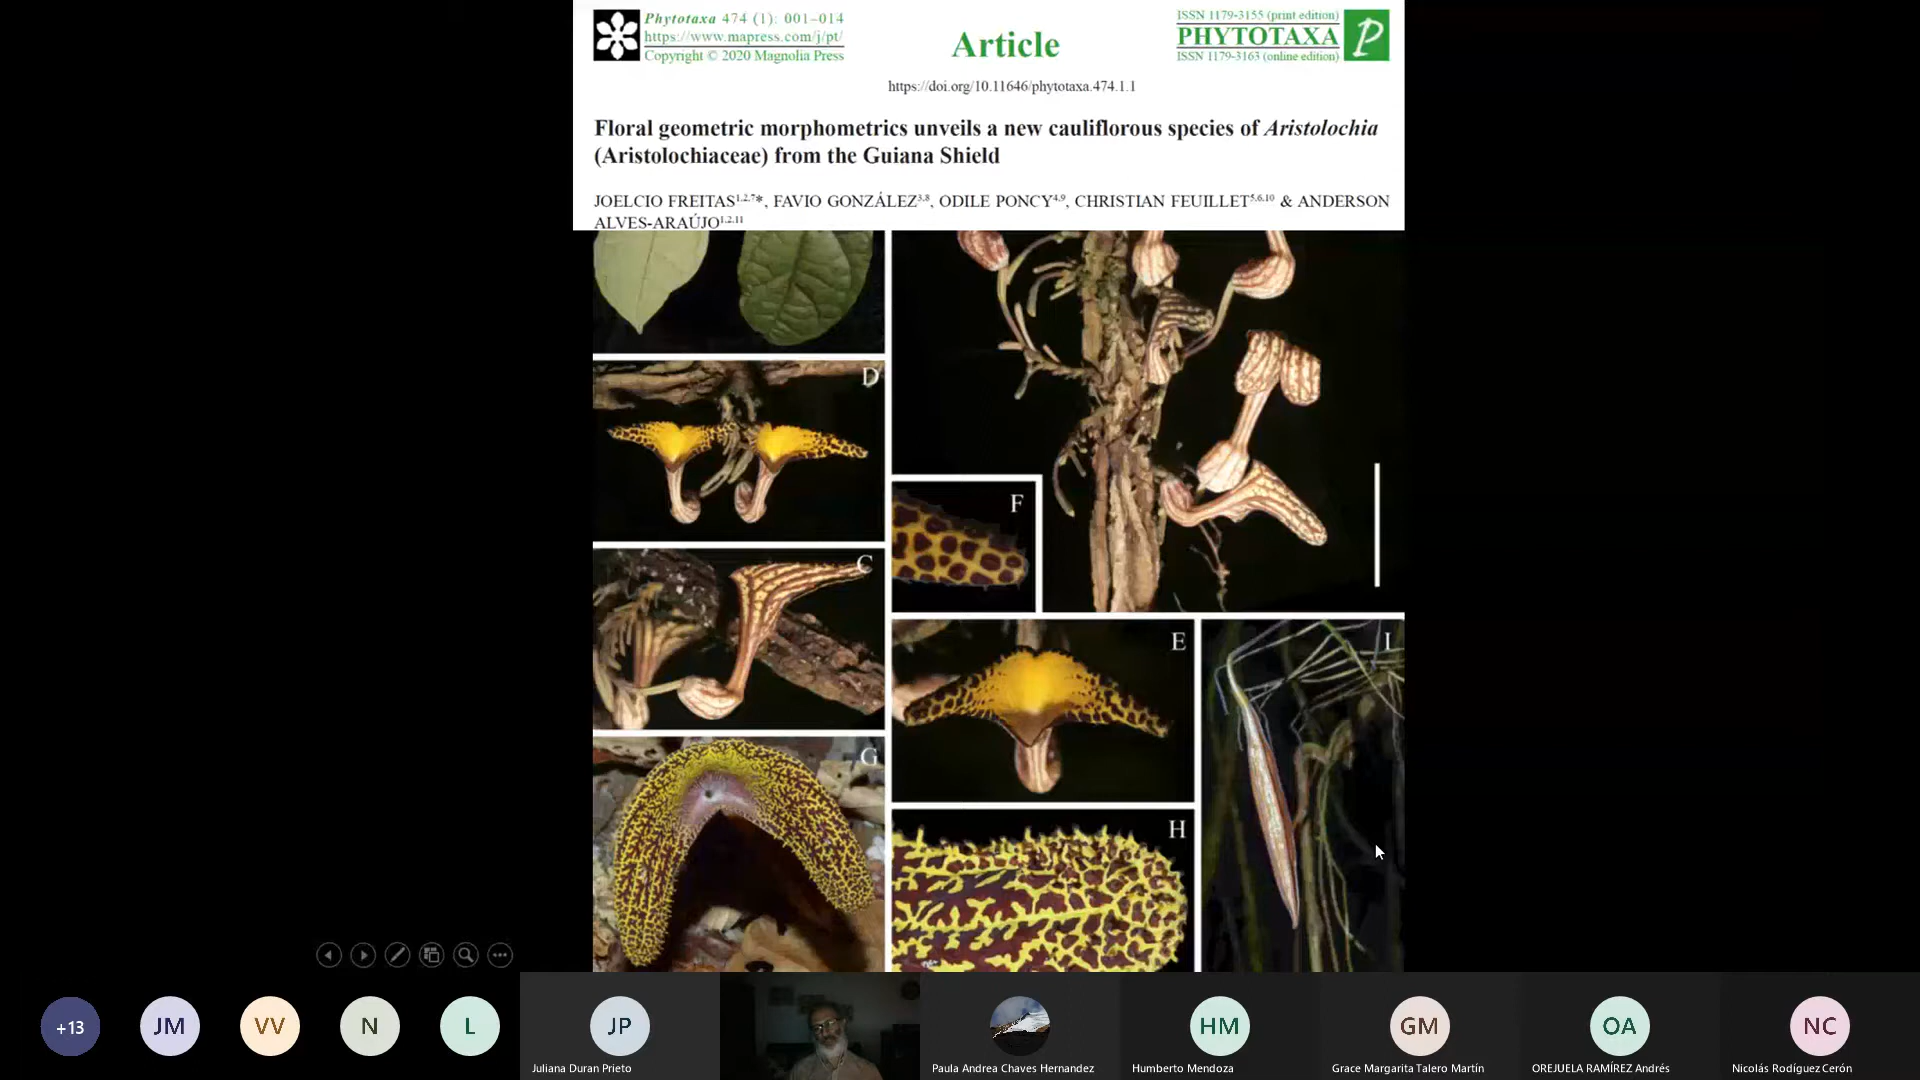 Phytotaxa 474 (1): 001–014
https://www.mapress.com/j/pt/
Copyright © 2020 Magnolia Press
Article
ISSN 1179-3155 (print edition)
PHYTOTAXA
ISSN 1179-3163 (online edition)
P
https://doi.org/10.11646/phytotaxa.474.1.1
Floral geometric morphometrics unveils a new cauliflorous species of Aristolochia
(Aristolochiaceae) from the Guiana Shield
JOELCIO FREITAS1,2,7*, FAVIO GONZÁLEZ3,8, ODILE PONCY4,9, CHRISTIAN FEUILLET5,6,10 & ANDERSON
ALVES-ARAÚJO1,2,11
D
F
C
E
I
G
H
+13
JM
VV
N
L
JP
HM
GM
OA
NC
Juliana Duran Prieto
Paula Andrea Chaves Hernandez
Humberto Mendoza
Grace Margarita Talero Martín
OREJUELA RAMÍREZ Andrés
Nicolás Rodíguez Cerón